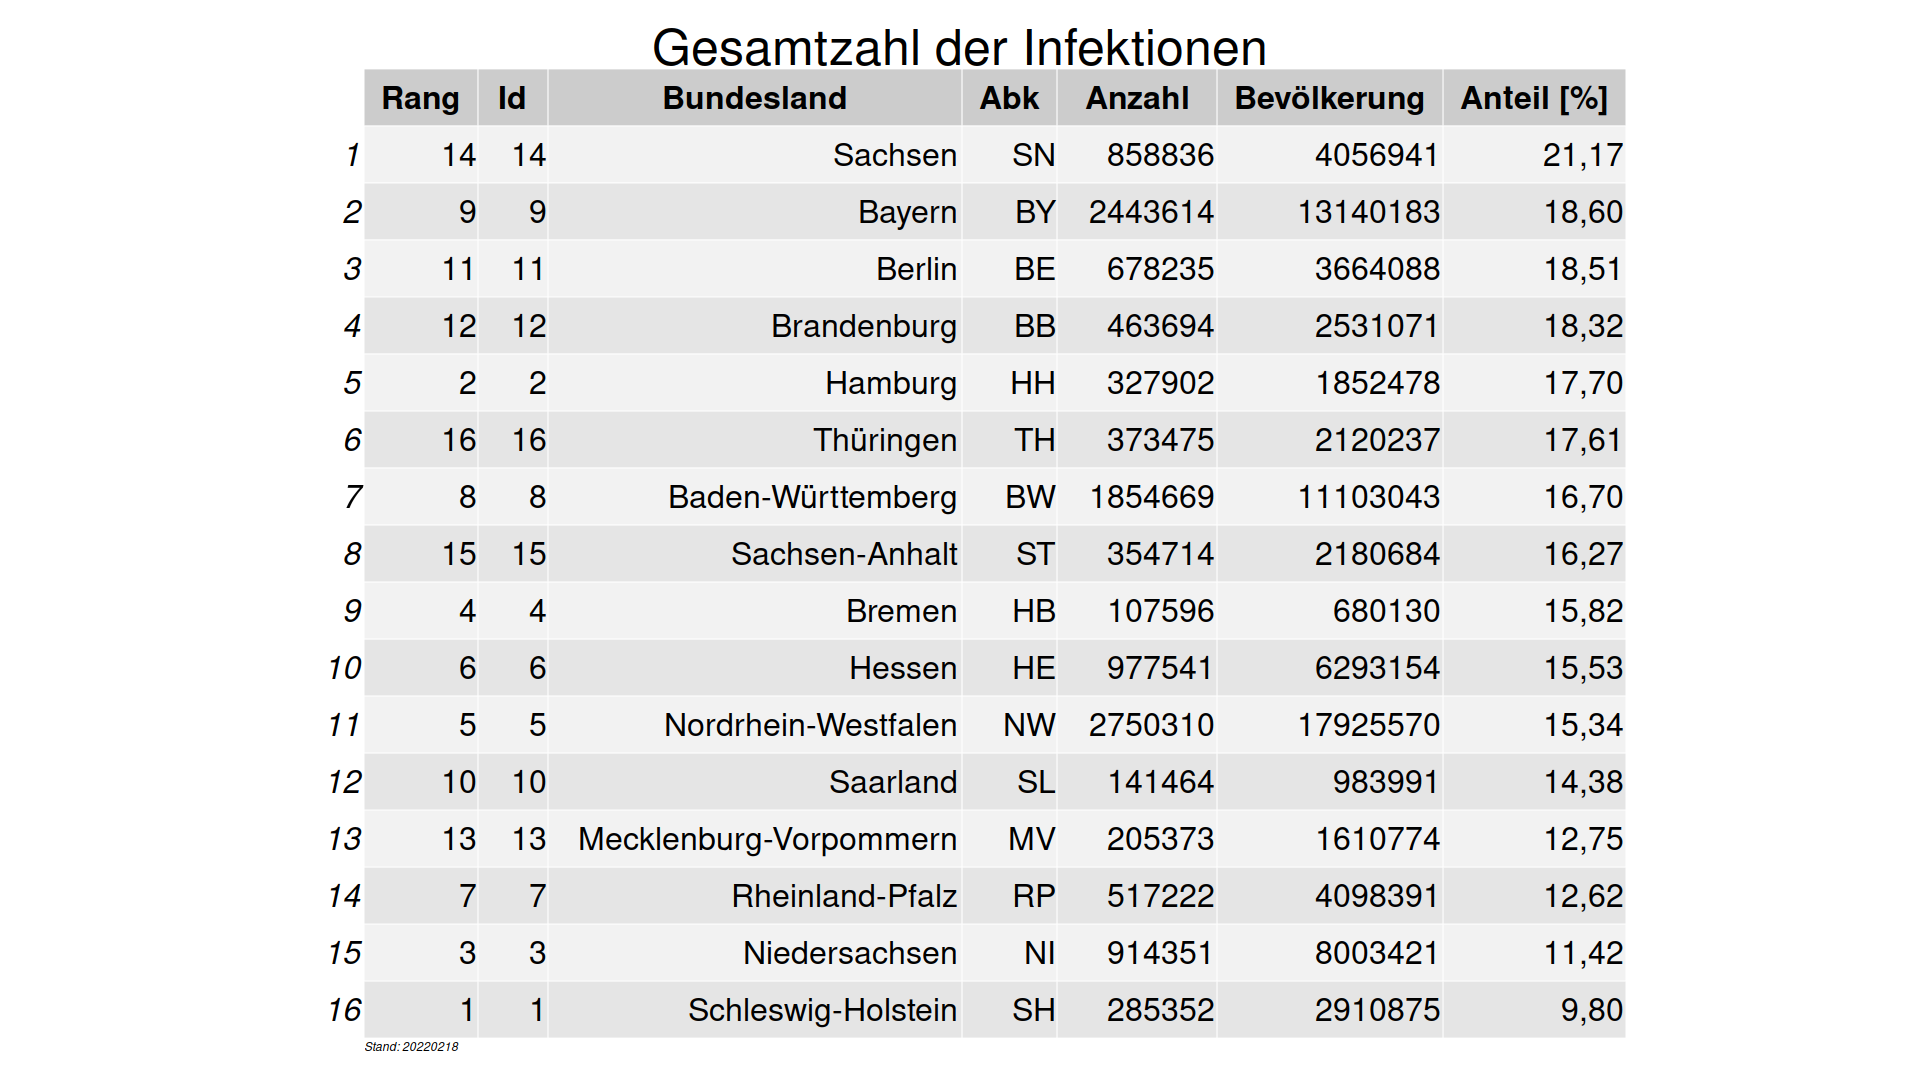 Gesamtzahl der Infektionen
Rang Id Bundesland Abk Anzahl Bevölkerung Anteil [%]
1 14 14 Sachsen SN 858836 4056941 21,17
2 9 9 Bayern BY 2443614 13140183 18,60
3 11 11 Berlin BE 678235 3664088 18,51
4 12 12 Brandenburg BB 463694 2531071 18,32
5 2 2 Hamburg HH 327902 1852478 17,70
6 16 16 Thüringen TH 373475 2120237 17,61
7 8 8 Baden-Württemberg BW 1854669 11103043 16,70
8 15 15 Sachsen-Anhalt ST 354714 2180684 16,27
9 4 4 Bremen HB 107596 680130 15,82
10 6 6 Hessen HE 977541 6293154 15,53
11 5 5 Nordrhein-Westfalen NW 2750310 17925570 15,34
12 10 10 Saarland SL 141464 983991 14,38
13 13 13 Mecklenburg-Vorpommern MV 205373 1610774 12,75
14 7 7 Rheinland-Pfalz RP 517222 4098391 12,62
15 3 3 Niedersachsen NI 914351 8003421 11,42
16 1 1 Schleswig-Holstein SH 285352 2910875 9,80
Stand: 20220218